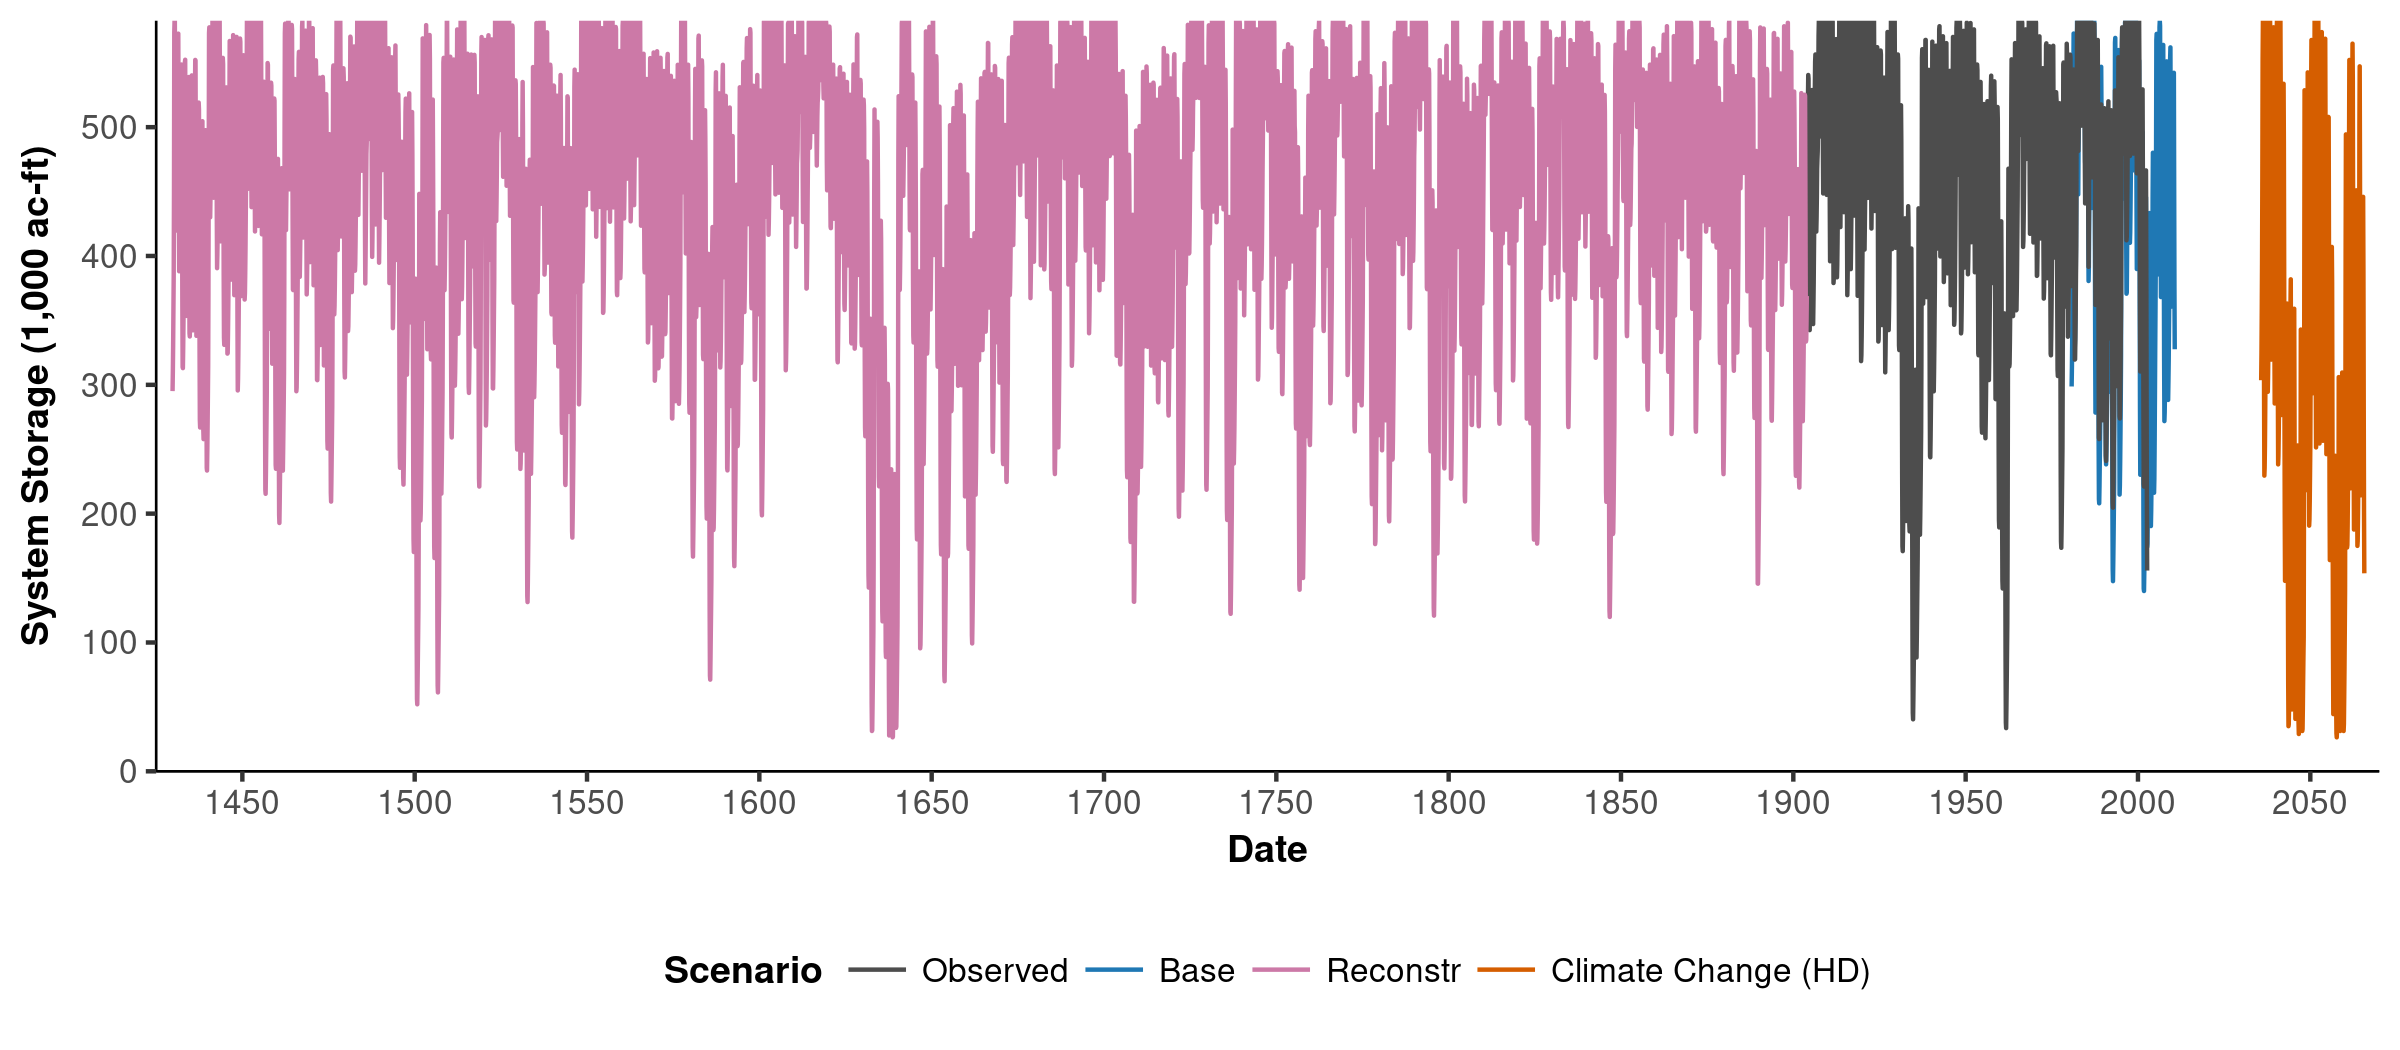 System Storage (1,000 ac-ft)
500
400
300
200
100
0
1450 1500 1550 1600 1650 1700 1750 1800 1850 1900 1950 2000 2050
Date
Scenario Observed Base Reconstr Climate Change (HD)